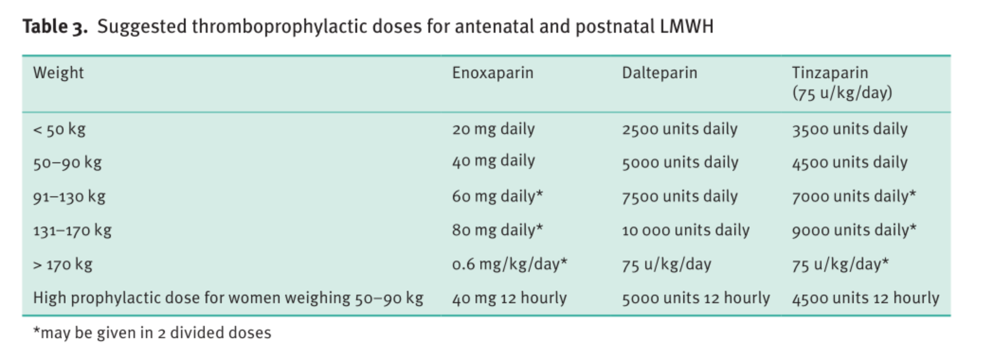 Table 3. Suggested thromboprophylactic doses for antenatal and postnatal LMWH
Weight Enoxaparin Dalteparin Tinzaparin
(75 u/kg/day)
< 50 kg 20 mg daily 2500 units daily 3500 units daily
50–90 kg 40 mg daily 5000 units daily 4500 units daily
91–130 kg 60 mg daily* 7500 units daily 7000 units daily*
131–170 kg 80 mg daily* 10 000 units daily 9000 units daily*
> 170 kg 0.6 mg/kg/day* 75 u/kg/day 75 u/kg/day*
High prophylactic dose for women weighing 50–90 kg 40 mg 12 hourly 5000 units 12 hourly 4500 units 12 hourly
*may be given in 2 divided doses